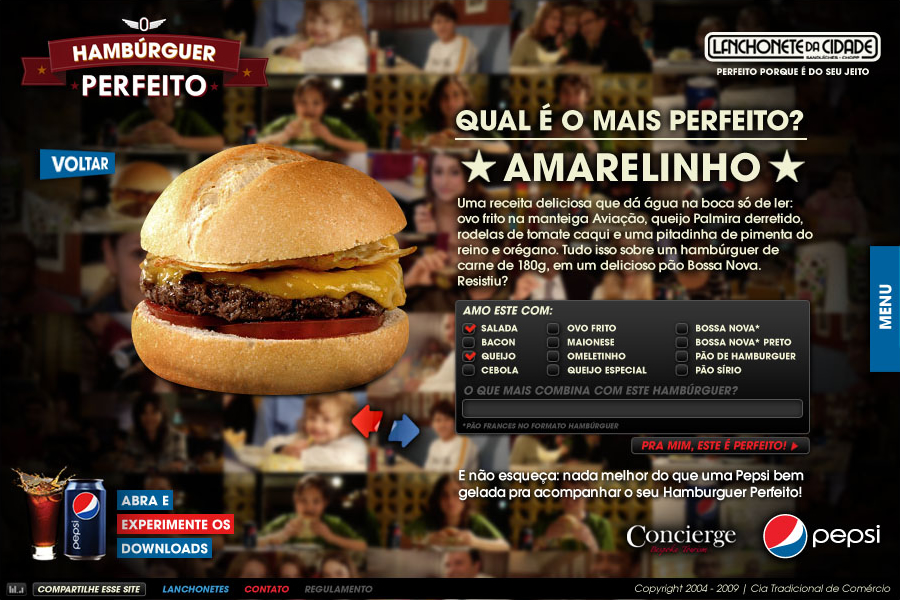 O
HAMBÚRGUER
PERFEITO
LANCHONETE DA CIDADE
SANDUÍCHES - CHOPP
PERFEITO PORQUE É DO SEU JEITO
VOLTAR
QUAL É O MAIS PERFEITO?
AMARELINHO
Uma receita deliciosa que dá água na boca só de ler:
ovo frito na manteiga Aviação, queijo Palmira derretido,
rodelas de tomate caqui e uma pitadinha de pimenta do
reino e orégano. Tudo isso sobre um hambúrguer de
carne de 180g, em um delicioso pão Bossa Nova.
Resistiu?
MENU
AMO ESTE COM:
SALADA OVO FRITO BOSSA NOVA*
BACON MAIONESE BOSSA NOVA* PRETO
QUEIJO OMELETINHO PÃO DE HAMBURGUER
CEBOLA QUEIJO ESPECIAL PÃO SÍRIO
O QUE MAIS COMBINA COM ESTE HAMBÚRGUER?
*PÃO FRANCES NO FORMATO HAMBÚRGUER
PRA MIM, ESTE É PERFEITO!
E não esqueça: nada melhor do que uma Pepsi bem
gelada pra acompanhar o seu Hamburguer Perfeito!
pepsi
ABRA E
EXPERIMENTE OS
DOWNLOADS
Concierge
pepsi
COMPARTILHE ESSE SITE LANCHONETES CONTATO REGULAMENTO Copyright 2004 - 2009 | Cia Tradicional de Comércio